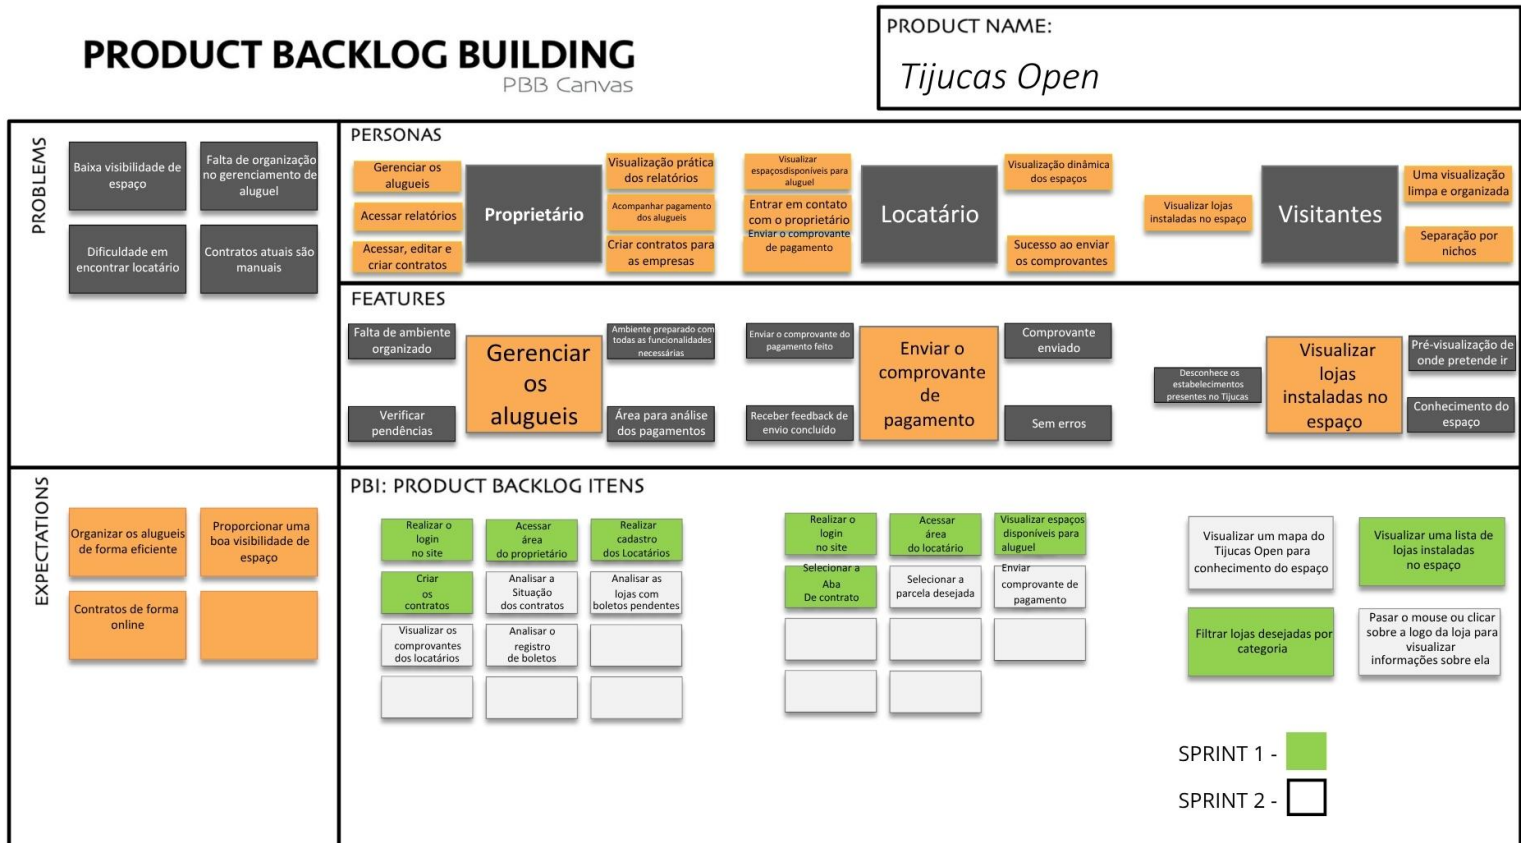 PRODUCT BACKLOG BUILDING
PBB Canvas
PRODUCT NAME:
Tijucas Open
PROBLEMS
Baixa visibilidade de
espaço
Falta de organização
no gerenciamento de
aluguel
Dificuldade em
encontrar locatário
Contratos atuais são
manuais
PERSONAS
Gerenciar os
alugueis
Acessar relatórios
Acessar, editar e
criar contratos
Proprietário
Visualização prática
dos relatórios
Acompanhar pagamento
dos alugueis
Criar contratos para
as empresas
Visualizar
espaçosdisponíveis para
aluguel
Entrar em contato
com o proprietário
Enviar o comprovante
de pagamento
Locatário
Visualização dinâmica
dos espaços
Sucesso ao enviar
os comprovantes
Visualizar lojas
instaladas no espaço
Visitantes
Uma visualização
limpa e organizada
Separação por
nichos
FEATURES
Falta de ambiente
organizado
Verificar
pendências
Gerenciar
os
alugueis
Ambiente preparado com
todas as funcionalidades
necessárias
Área para análise
dos pagamentos
Enviar o comprovante do
pagamento feito
Receber feedback de
envio concluído
Enviar o
comprovante
de
pagamento
Comprovante
enviado
Sem erros
Desconhece os
estabelecimentos
presentes no Tijucas
Visualizar
lojas
instaladas no
espaço
Pré-visualização de
onde pretende ir
Conhecimento do
espaço
EXPECTATIONS
Organizar os alugueis
de forma eficiente
Proporcionar uma
boa visibilidade de
espaço
Contratos de forma
online
PBI: PRODUCT BACKLOG ITENS
Realizar o
login
no site
Acessar
área
do proprietário
Realizar
cadastro
dos Locatários
Criar
os
contratos
Analisar a
Situação
dos contratos
Analisar as
lojas com
boletos pendentes
Visualizar os
comprovantes
dos locatários
Analisar o
registro
de boletos
Realizar o
login
no site
Acessar
área
do locatário
Visualizar espaços
disponíveis para
aluguel
Selecionar a
Aba
De contrato
Selecionar a
parcela desejada
Enviar
comprovante de
pagamento
Visualizar um mapa do
Tijucas Open para
conhecimento do espaço
Visualizar uma lista de
lojas instaladas
no espaço
Filtrar lojas desejadas por
categoria
Pasar o mouse ou clicar
sobre a logo da loja para
visualizar
informações sobre ela
SPRINT 1 -
SPRINT 2 -